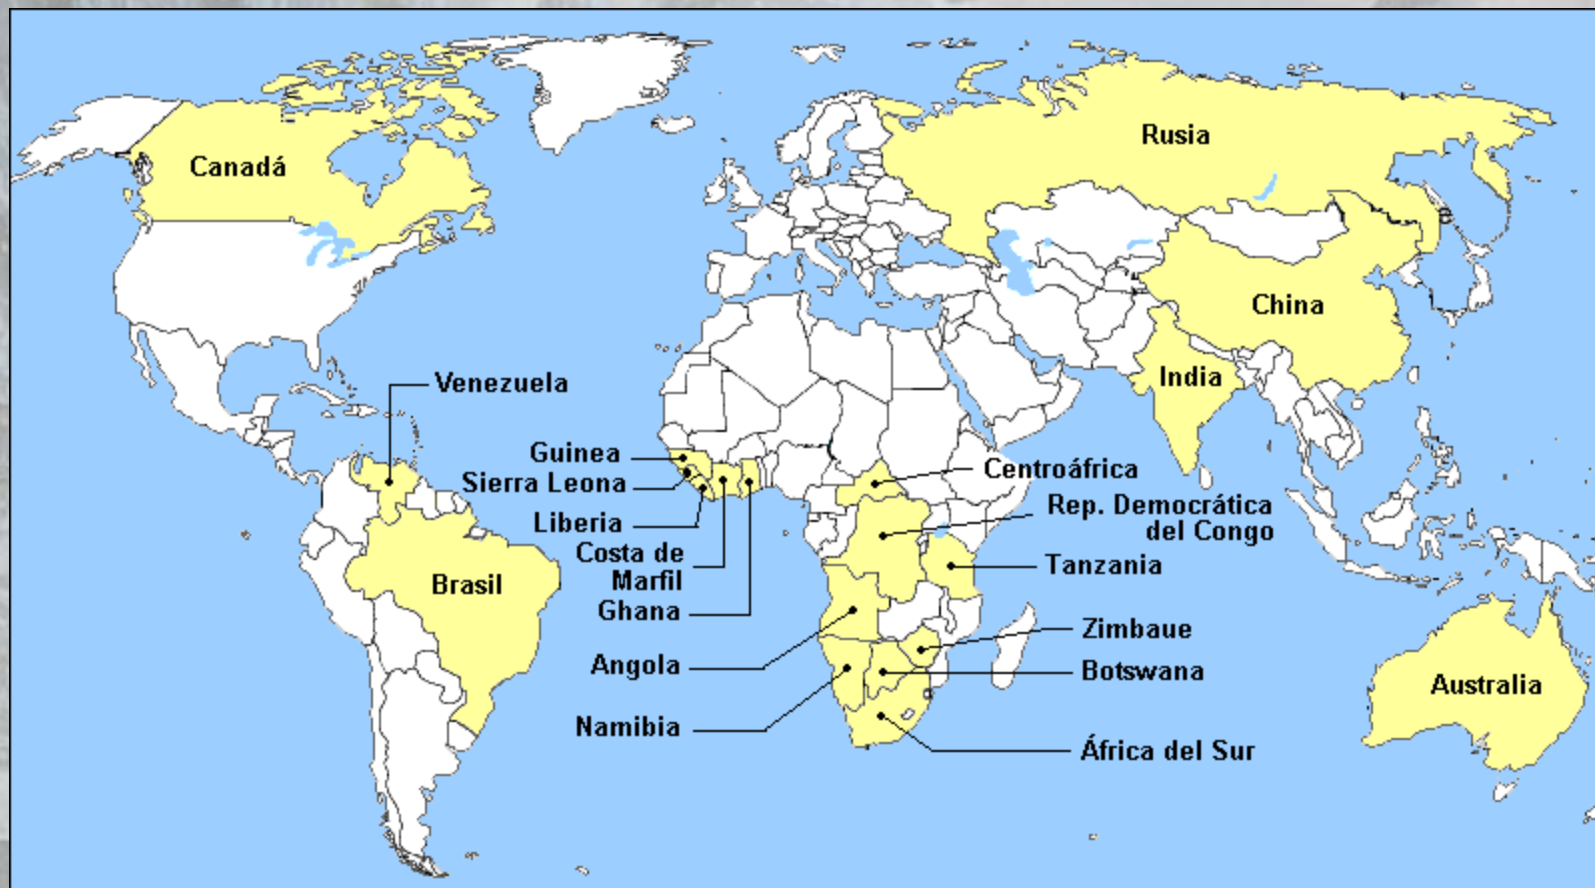 Canadá
Rusia
China
India
Venezuela
Guinea
Sierra Leona
Liberia
Costa de
Marfil
Ghana
Centroáfrica
Rep. Democrática
del Congo
Tanzania
Brasil
Angola
Zimbaue
Botswana
Namibia
África del Sur
Australia